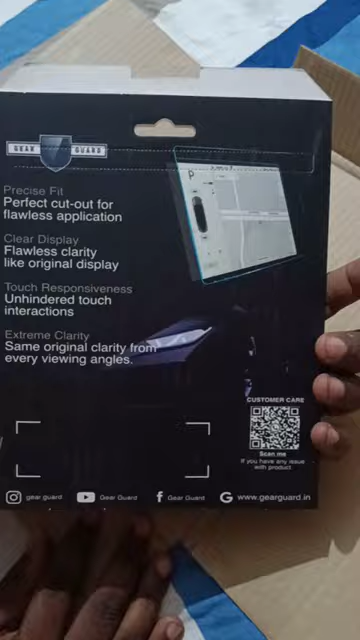 GEAR GUARD
Precise Fit
Perfect cut-out for
flawless application
Clear Display
Flawless clarity
like original display
Touch Responsiveness
Unhindered touch
interactions
Extreme Clarity
Same original clarity from
every viewing angles.
P
CUSTOMER CARE
Scan me
If you have any issue
with product
gear guard
Gear Guard
Gear Guard
www.gearguard.in